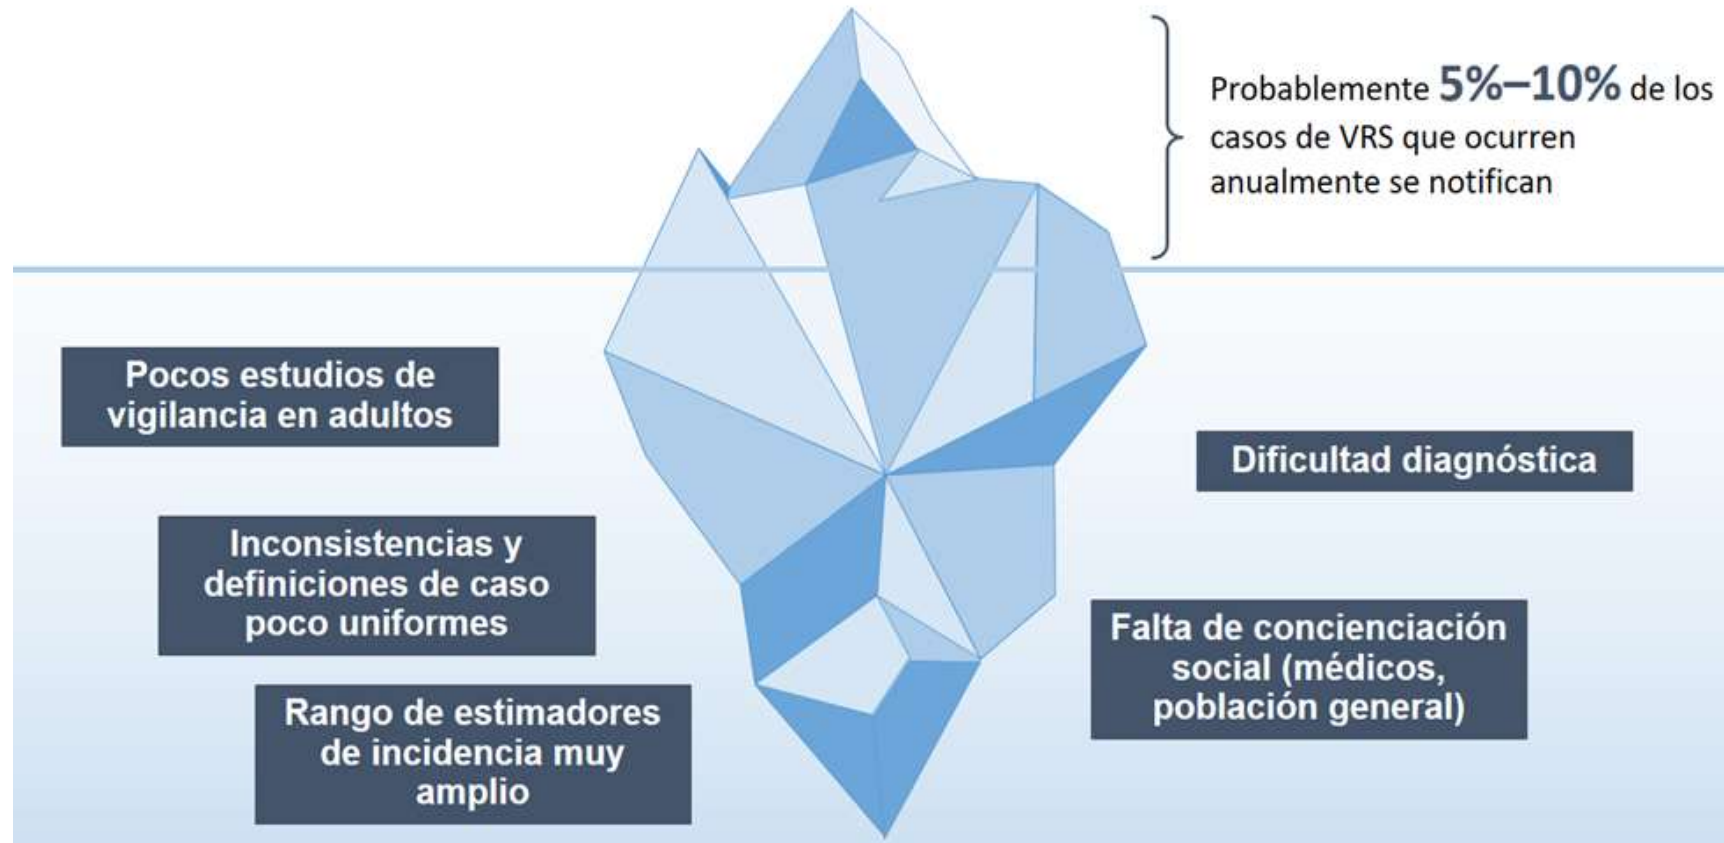 Probablemente 5%–10% de los
casos de VRS que ocurren
anualmente se notifican
Pocos estudios de
vigilancia en adultos
Inconsistencias y
definiciones de caso
poco uniformes
Rango de estimadores
de incidencia muy
amplio
Dificultad diagnóstica
Falta de concienciación
social (médicos,
población general)